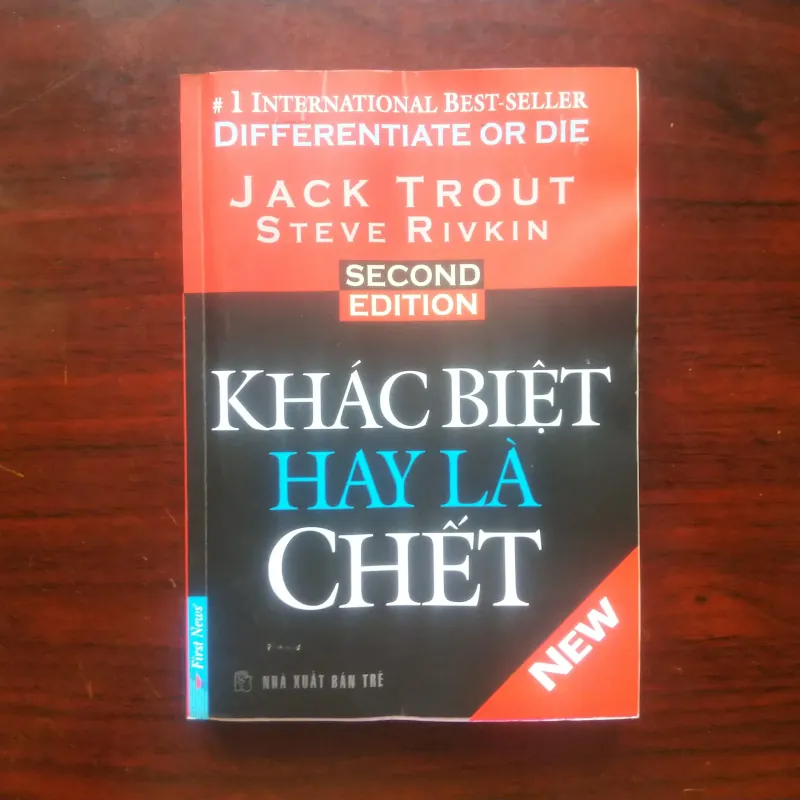 # 1 INTERNATIONAL BEST-SELLER
DIFFERENTIATE OR DIE
JACK TROUT
STEVE RIVKIN
SECOND
EDITION
KHÁC BIỆT
HAY LÀ
CHẾT
NEW
First News
NHÀ XUẤT BẢN TRẺ